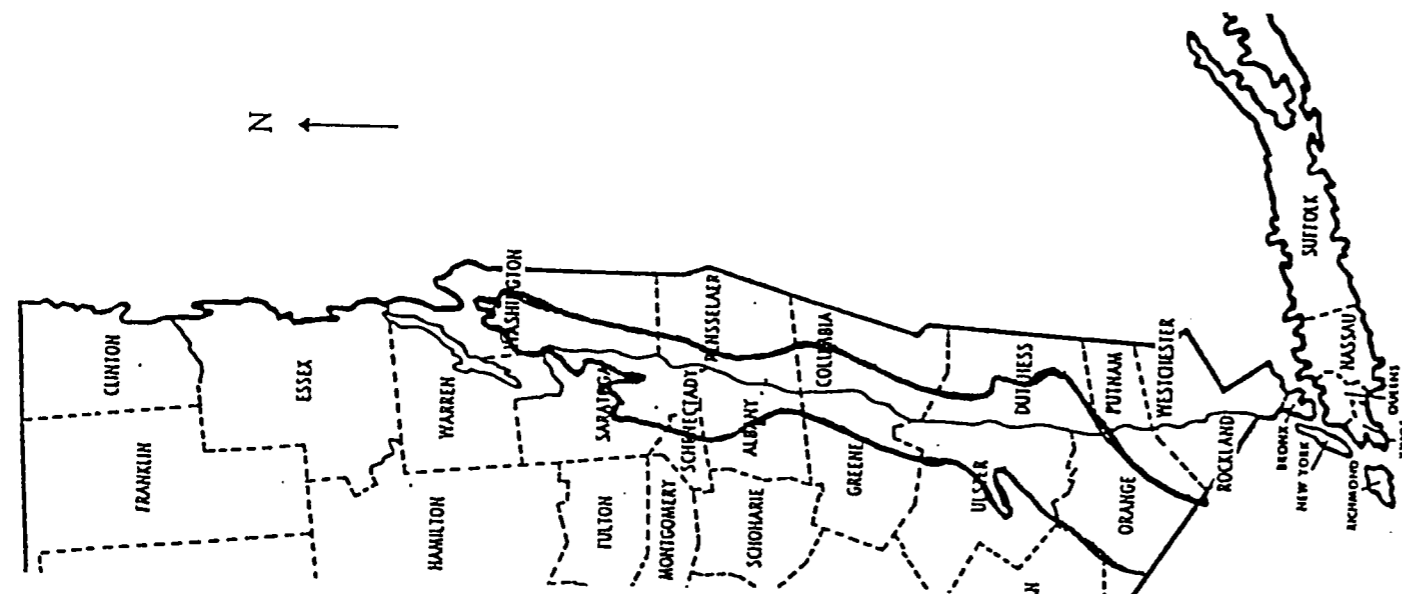 CLINTON
FRANKLIN
N
ESSEX
HAMILTON
WARREN
WASHINGTON
FULTON
SARATOGA
MONTGOMERY
SCHENECTADY
RENSSELAER
SCHOHARIE
ALBANY
COLUMBIA
GREENE
ULSTER
DUTCHESS
AN
PUTNAM
ORANGE
WESTCHESTER
ROCKLAND
BRONX
NEW YORK
SUFFOLK
RICHMOND
NASSAU
QUEENS